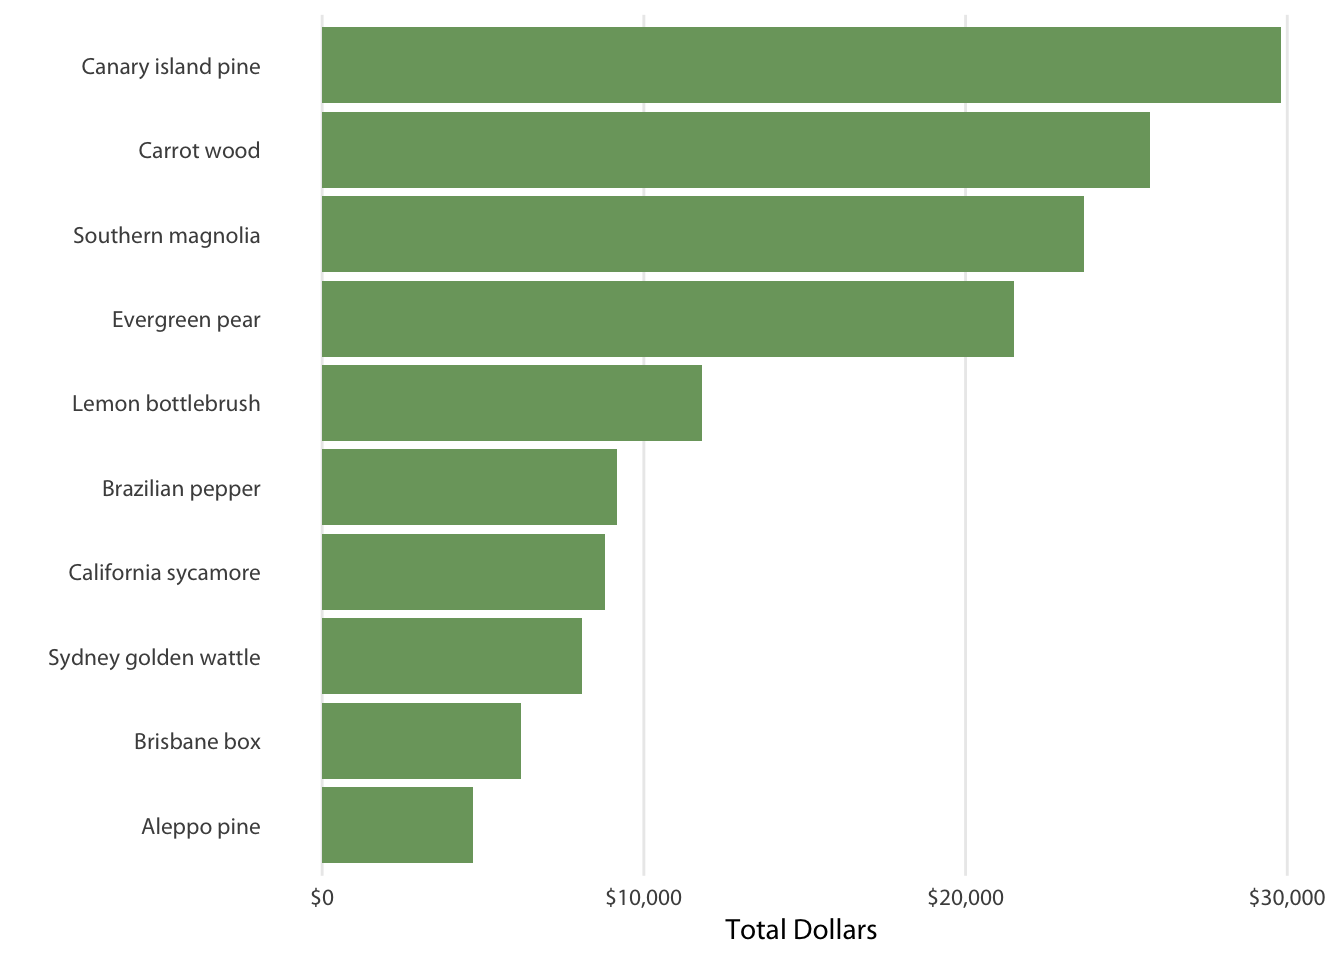 Canary island pine
Carrot wood
Southern magnolia
Evergreen pear
Lemon bottlebrush
Brazilian pepper
California sycamore
Sydney golden wattle
Brisbane box
Aleppo pine
$0 $10,000 $20,000 $30,000
Total Dollars